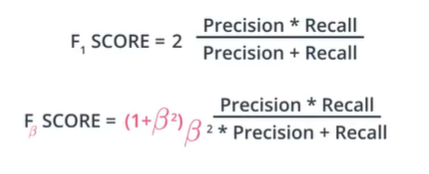 F₁ SCORE = 2 Precision * Recall
Precision + Recall
Fᵦ SCORE = (1+β²) Precision * Recall
β² * Precision + Recall